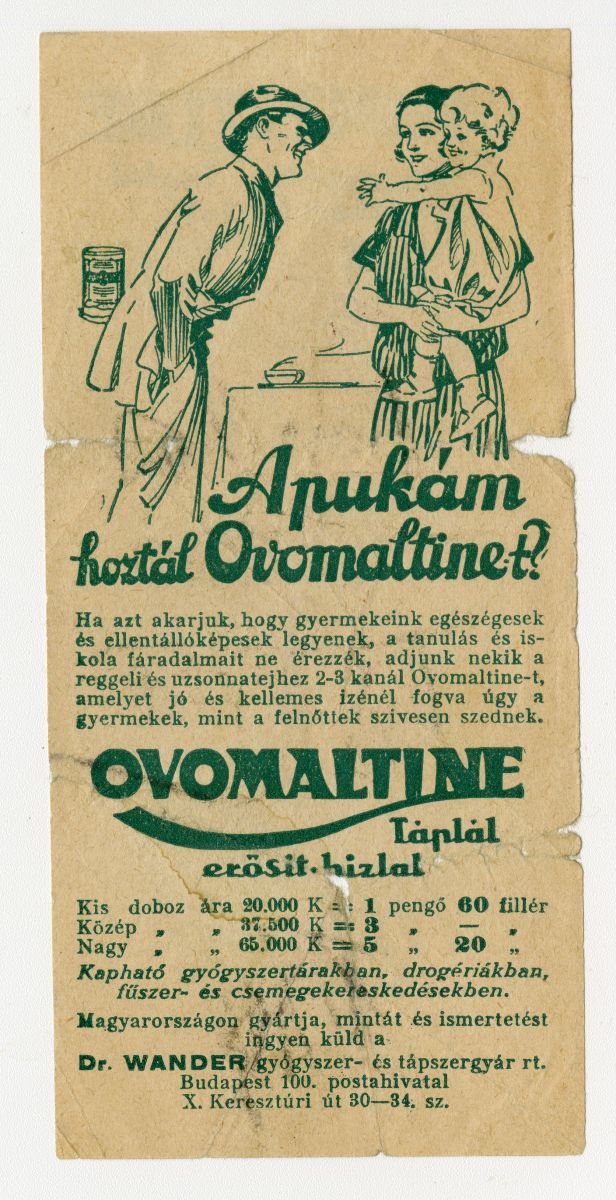 Apukám
hoztál Ovomaltine-t?
Ha azt akarjuk, hogy gyermekeink egészégesek
és ellentállóképesek legyenek, a tanulás és is-
kola fáradalmait ne érezzék, adjunk nekik a
reggeli és uzsonnatejhez 2-3 kanál Ovomaltine-t,
amelyet jó és kellemes izénél fogva úgy a
gyermekek, mint a felnőttek szivesen szednek.
OVOMALTINE
Táplál
erősit·hizlal
Kis doboz ára 20.000 K = 1 pengő 60 fillér
Közép „ „ 37.500 K = 3 „ — „
Nagy „ „ 65.000 K = 5 „ 20 „
Kapható gyógyszertárakban, drogériákban,
fűszer- és csemegekereskedésekben.
Magyarországon gyártja, mintát és ismertetést
ingyen küld a
Dr. WANDER gyógyszer- és tápszergyár rt.
Budapest 100. postahivatal
X. Keresztúri út 30—34. sz.